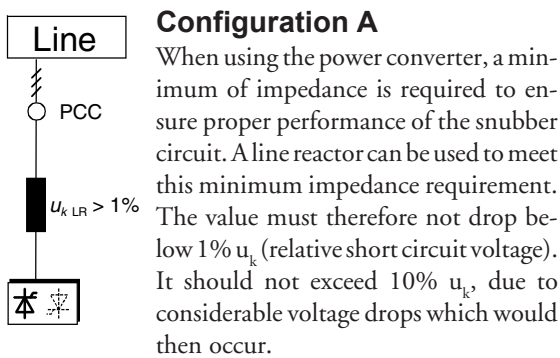 Line
PCC
uk LR > 1%
Configuration A
When using the power converter, a min-
imum of impedance is required to en-
sure proper performance of the snubber
circuit. A line reactor can be used to meet
this minimum impedance requirement.
The value must therefore not drop be-
low 1% uk (relative short circuit voltage).
It should not exceed 10% uk, due to
considerable voltage drops which would
then occur.